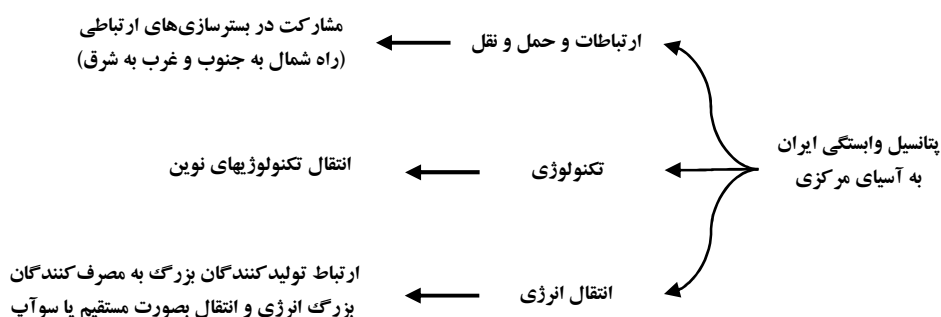 پتانسیل وابستگی ایران
به آسیای مرکزی
ارتباطات و حمل و نقل
مشارکت در بسترسازی‌های ارتباطی
(راه شمال به جنوب و غرب به شرق)
تکنولوژی
انتقال تکنولوژیهای نوین
انتقال انرژی
ارتباط تولیدکنندگان بزرگ به مصرف‌کنندگان
بزرگ انرژی و انتقال بصورت مستقیم یا سوآپ